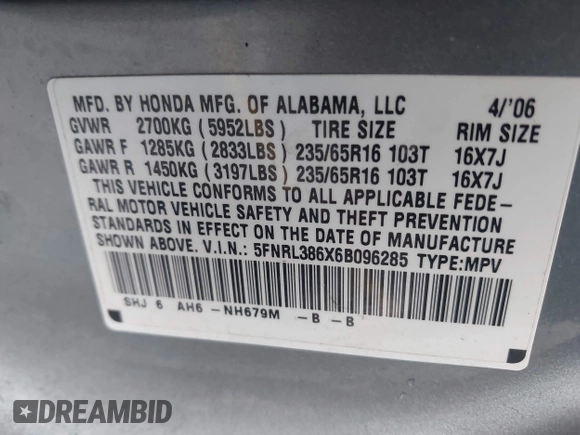 MFD. BY HONDA MFG. OF ALABAMA, LLC 4/'06
GVWR 2700KG (5952LBS) TIRE SIZE RIM SIZE
GAWR F 1285KG (2833LBS) 235/65R16 103T 16X7J
GAWR R 1450KG (3197LBS) 235/65R16 103T 16X7J
THIS VEHICLE CONFORMS TO ALL APPLICABLE FEDE-
RAL MOTOR VEHICLE SAFETY AND THEFT PREVENTION
STANDARDS IN EFFECT ON THE DATE OF MANUFACTURE
SHOWN ABOVE. V.I.N.: 5FNRL386X6B096285 TYPE:MPV
SHJ 6 AH6 -NH679M -B -B
DREAMBID